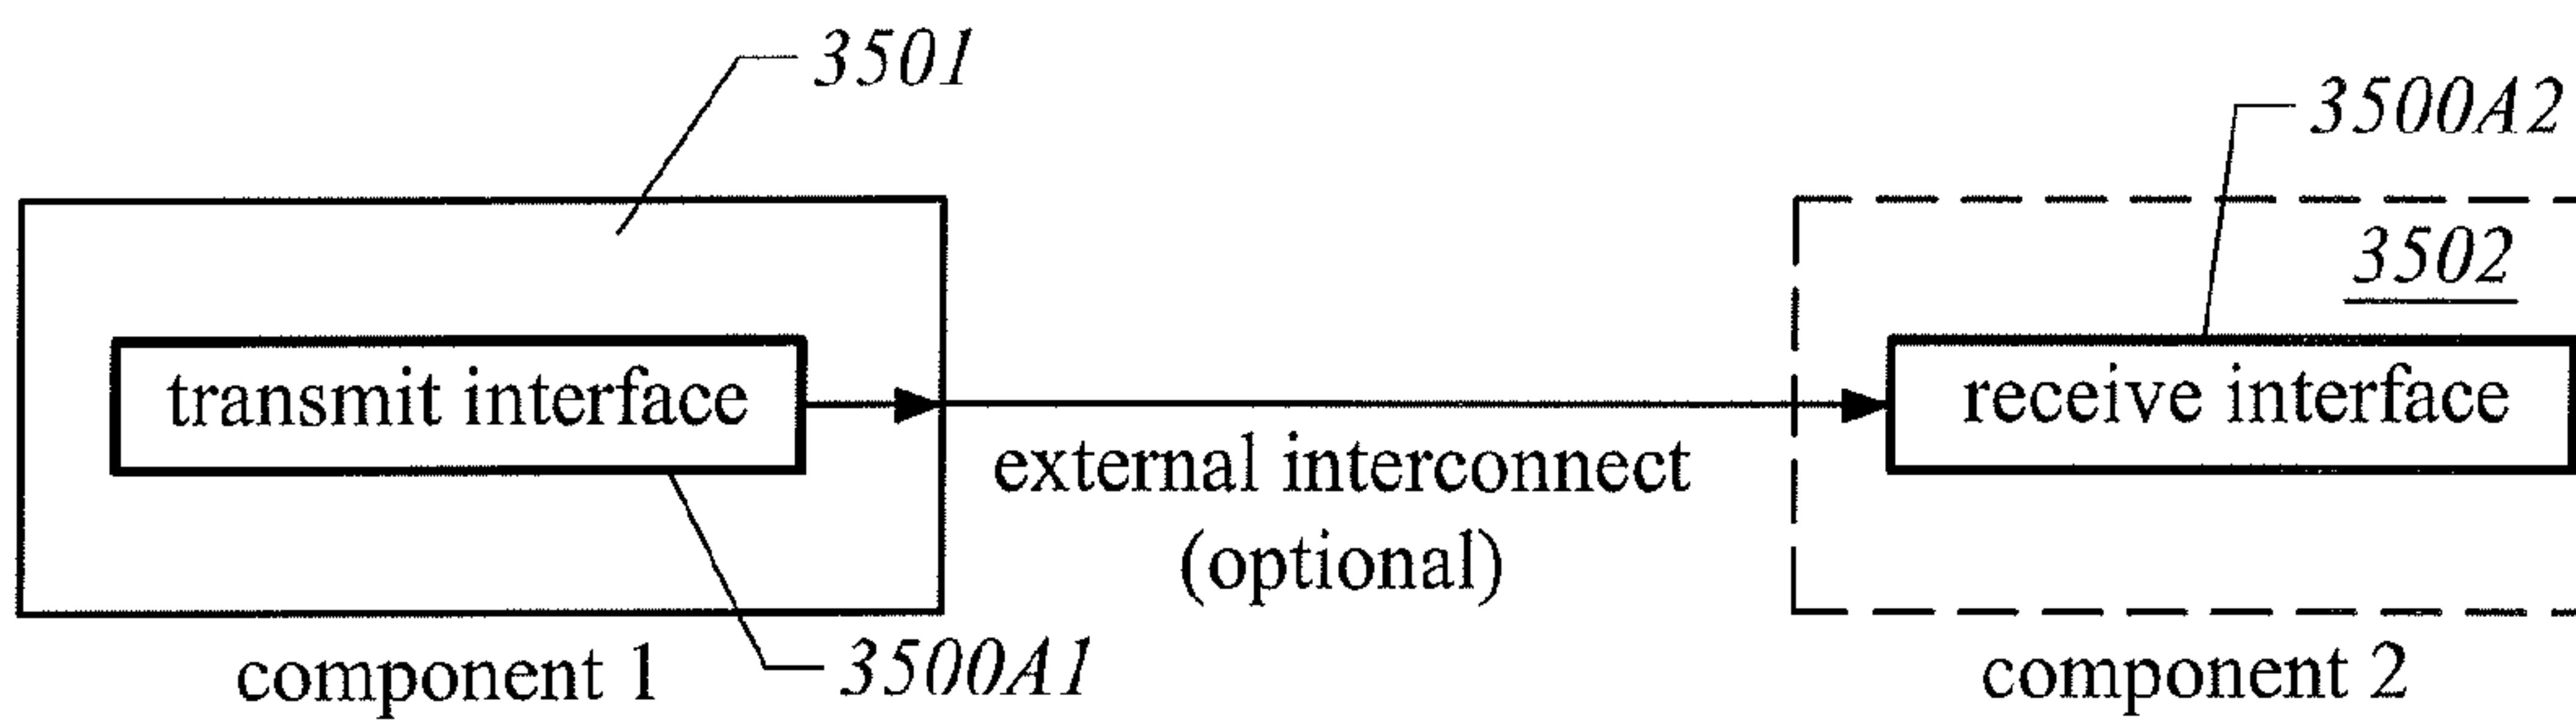 3501
3500A2
3502
transmit interface
receive interface
external interconnect
(optional)
component 1
3500A1
component 2